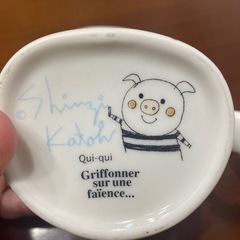 Shinzi
Katoh
Qui-qui
Griffonner
sur une
faïence...